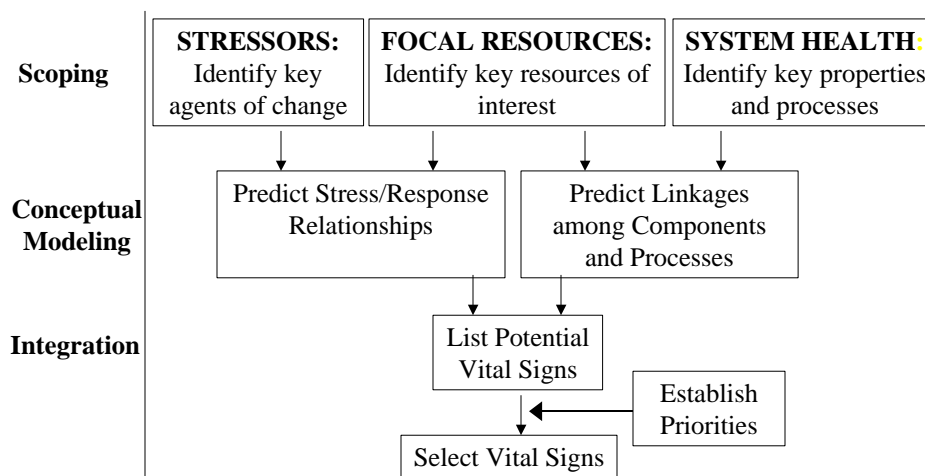 Scoping
STRESSORS:
Identify key
agents of change
FOCAL RESOURCES:
Identify key resources of
interest
SYSTEM HEALTH:
Identify key properties
and processes
Conceptual
Modeling
Predict Stress/Response
Relationships
Predict Linkages
among Components
and Processes
Integration
List Potential
Vital Signs
Establish
Priorities
Select Vital Signs